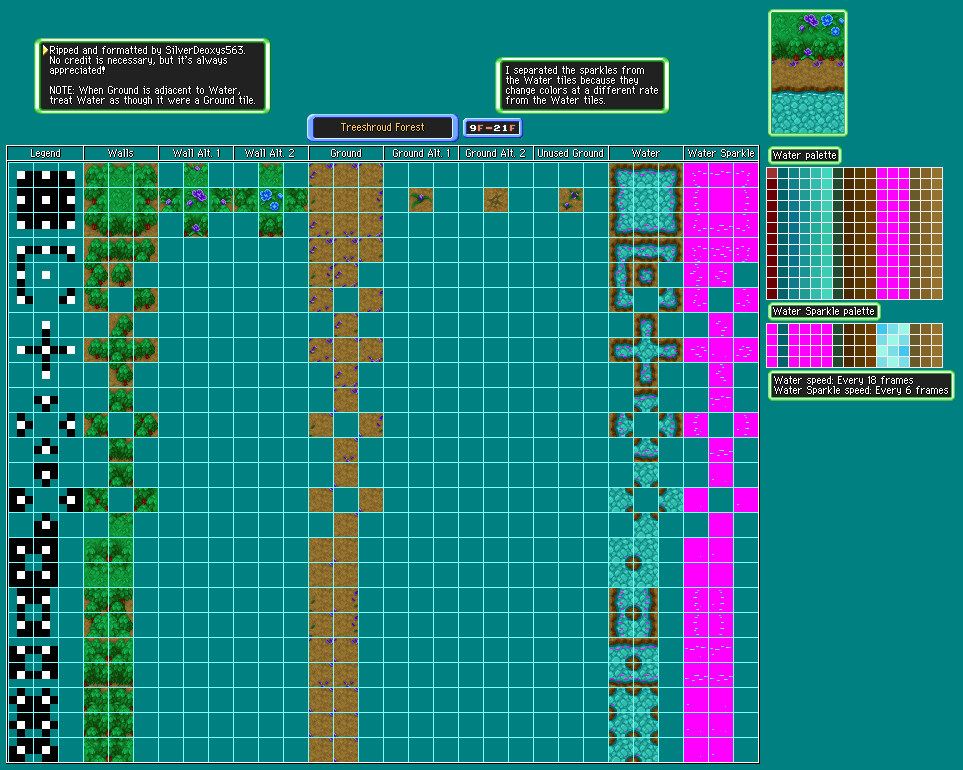 Ripped and formatted by SilverDeoxys563.
No credit is necessary, but it's always
appreciated!
NOTE: When Ground is adjacent to Water,
treat Water as though it were a Ground tile.
I separated the sparkles from
the Water tiles because they
change colors at a different rate
from the Water tiles.
Treeshroud Forest
9F-21F
Legend
Walls
Wall Alt. 1
Wall Alt. 2
Ground
Ground Alt. 1
Ground Alt. 2
Unused Ground
Water
Water Sparkle
Water palette
Water Sparkle palette
Water speed: Every 18 frames
Water Sparkle speed: Every 6 frames